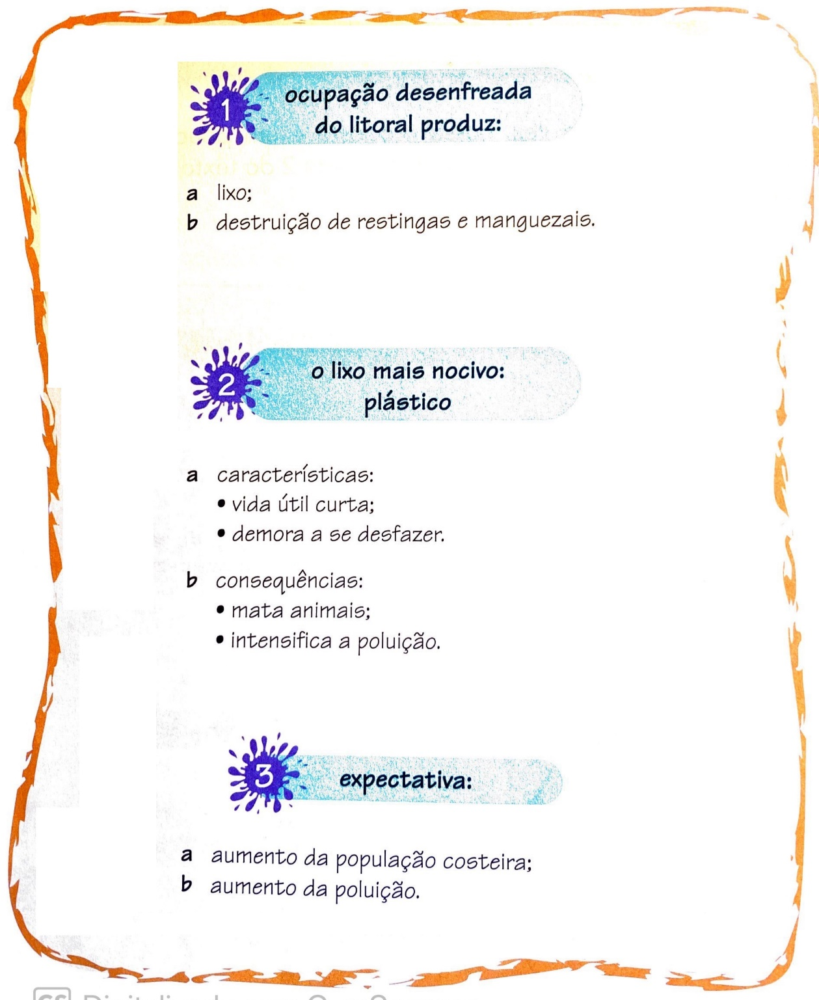 1
ocupação desenfreada
do litoral produz:
a lixo;
b destruição de restingas e manguezais.
2
o lixo mais nocivo:
plástico
a características:
• vida útil curta;
• demora a se desfazer.
b consequências:
• mata animais;
• intensifica a poluição.
3
expectativa:
a aumento da população costeira;
b aumento da poluição.